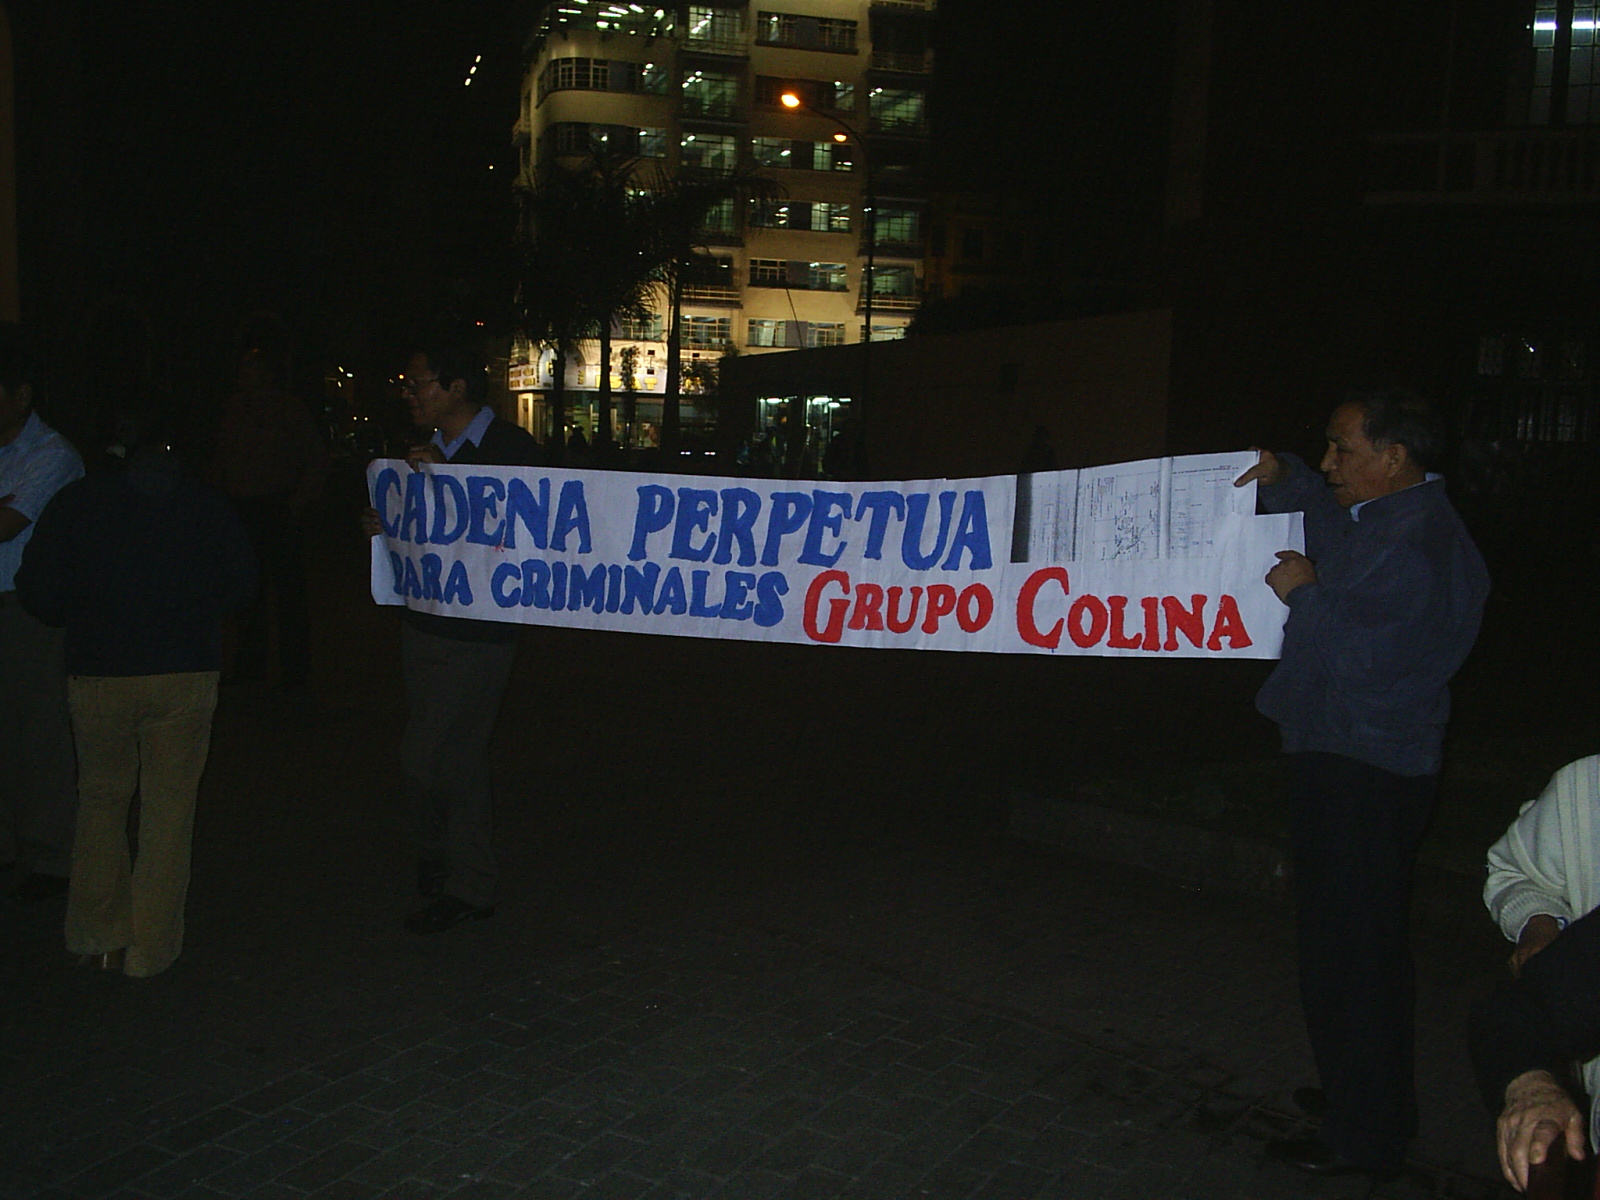 CADENA PERPETUA
PARA CRIMINALES GRUPO COLINA